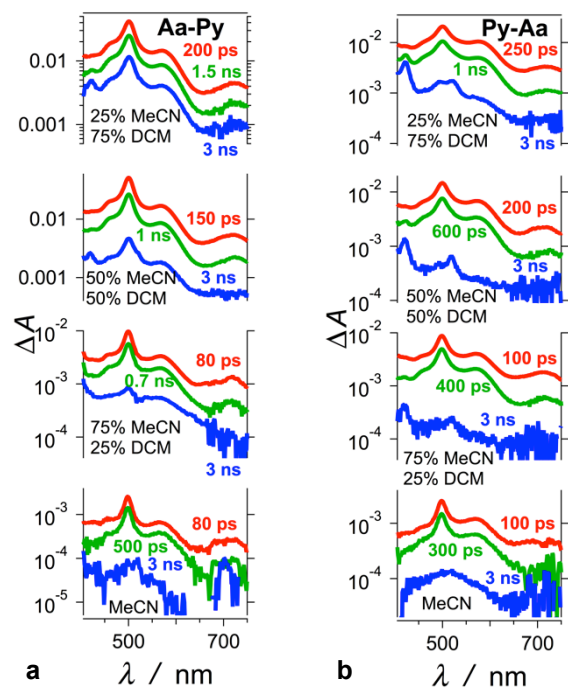 Aa-Py
0.01
0.001
200 ps
1.5 ns
25% MeCN
75% DCM
3 ns
0.01
0.001
150 ps
1 ns
3 ns
50% MeCN
50% DCM
ΔA
10⁻²
10⁻³
10⁻⁴
80 ps
0.7 ns
75% MeCN
25% DCM
3 ns
10⁻³
10⁻⁴
10⁻⁵
80 ps
500 ps
3 ns
MeCN
500 700
a λ / nm
Py-Aa
10⁻²
10⁻³
10⁻⁴
250 ps
1 ns
25% MeCN
75% DCM
3 ns
10⁻²
10⁻³
10⁻⁴
200 ps
600 ps
3 ns
50% MeCN
50% DCM
ΔA
10⁻²
10⁻³
10⁻⁴
100 ps
400 ps
3 ns
75% MeCN
25% DCM
10⁻³
10⁻⁴
100 ps
300 ps
3 ns
MeCN
500 700
b λ / nm